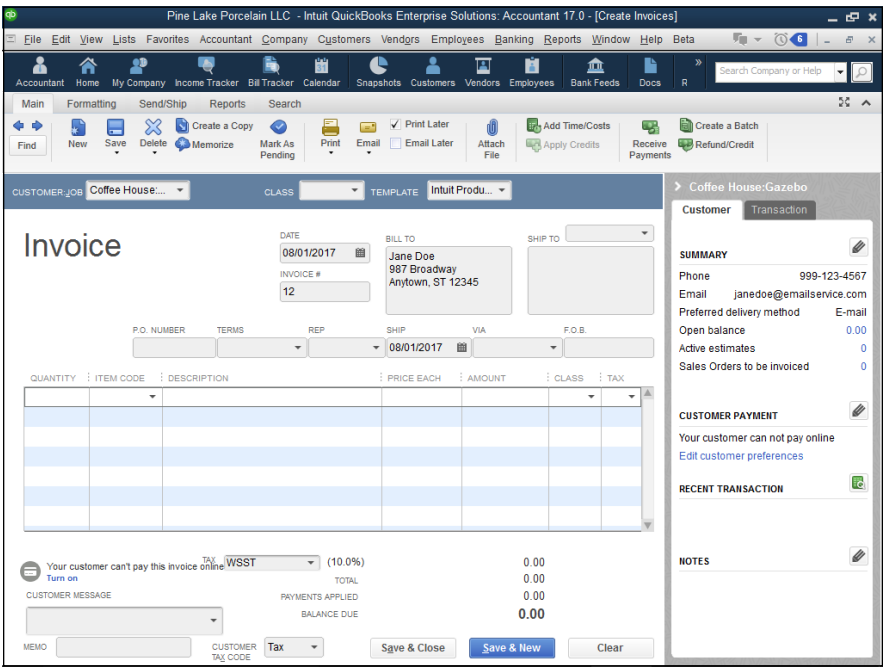 qb Pine Lake Porcelain LLC - Intuit QuickBooks Enterprise Solutions: Accountant 17.0 - [Create Invoices]
File Edit View Lists Favorites Accountant Company Customers Vendors Employees Banking Reports Window Help Beta 6
Accountant Home My Company Income Tracker Bill Tracker Calendar Snapshots Customers Vendors Employees Bank Feeds Docs R Search Company or Help
31
Main Formatting Send/Ship Reports Search
Find New Save Delete Create a Copy Memorize Mark As Pending Print Email Print Later Email Later Attach File Add Time/Costs Apply Credits Receive Payments Create a Batch Refund/Credit
CUSTOMER:JOB Coffee House:... CLASS TEMPLATE Intuit Produ...
Invoice
DATE
08/01/2017
INVOICE #
12
BILL TO
Jane Doe
987 Broadway
Anytown, ST 12345
SHIP TO
P.O. NUMBER TERMS REP SHIP VIA F.O.B.
08/01/2017
QUANTITY ITEM CODE DESCRIPTION PRICE EACH AMOUNT CLASS TAX
Your customer can't pay this invoice online
Turn on
TAX WSST (10.0%) 0.00
TOTAL 0.00
PAYMENTS APPLIED 0.00
BALANCE DUE 0.00
CUSTOMER MESSAGE
MEMO
CUSTOMER TAX CODE Tax
Save & Close Save & New Clear
Coffee House:Gazebo
Customer Transaction
SUMMARY
Phone 999-123-4567
Email janedoe@emailservice.com
Preferred delivery method E-mail
Open balance 0.00
Active estimates 0
Sales Orders to be invoiced 0
CUSTOMER PAYMENT
Your customer can not pay online
Edit customer preferences
RECENT TRANSACTION
NOTES